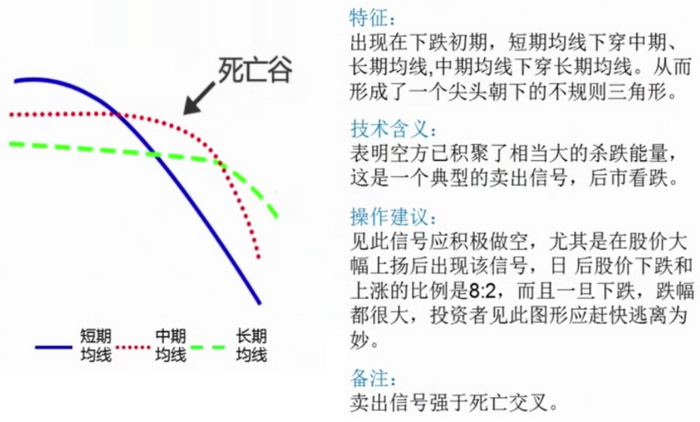 死亡谷
短期
均线
中期
均线
长期
均线
特征：
出现在下跌初期，短期均线下穿中期、
长期均线,中期均线下穿长期均线。从而
形成了一个尖头朝下的不规则三角形。
技术含义：
表明空方已积聚了相当大的杀跌能量，
这是一个典型的卖出信号，后市看跌。
操作建议：
见此信号应积极做空，尤其是在股价大
幅上扬后出现该信号，日 后股价下跌和
上涨的比例是8:2，而且一旦下跌，跌幅
都很大，投资者见此图形应赶快逃离为
妙。
备注：
卖出信号强于死亡交叉。